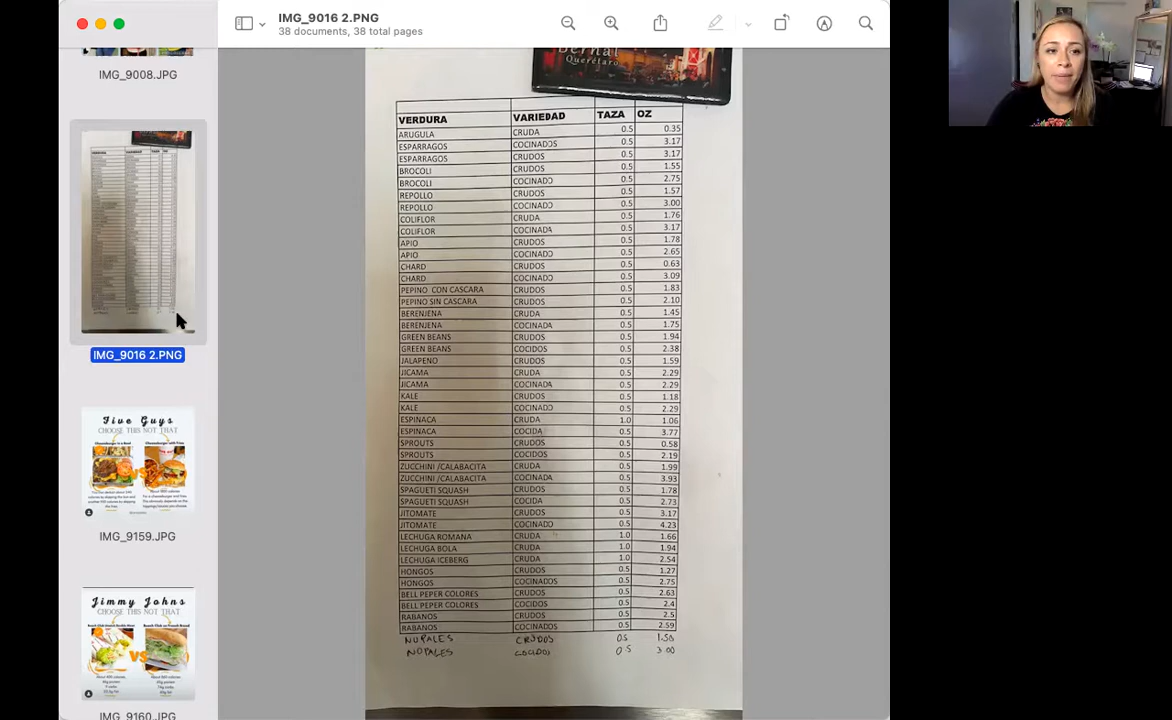 IMG_9016 2.PNG
38 documents, 38 total pages
IMG_9008.JPG
IMG_9016 2.PNG
Five Guys
CHOOSE THIS NOT THAT
IMG_9159.JPG
Jimmy Johns
CHOOSE THIS NOT THAT
VS
IMG_9160.JPG
Bernal
Querétaro
VERDURA VARIEDAD TAZA OZ
ARUGULA CRUDA 0.5 0.35
ESPARRAGOS COCINADOS 0.5 3.17
ESPARRAGOS CRUDOS 0.5 3.17
BROCOLI CRUDOS 0.5 1.55
BROCOLI COCINADO 0.5 2.75
REPOLLO CRUDOS 0.5 1.57
REPOLLO COCINADO 0.5 3.00
COLIFLOR CRUDA 0.5 1.76
COLIFLOR COCINADA 0.5 3.17
APIO CRUDOS 0.5 1.78
APIO COCINADO 0.5 2.65
CHARD CRUDOS 0.5 0.63
CHARD COCINADO 0.5 3.09
PEPINO CON CASCARA CRUDOS 0.5 1.83
PEPINO SIN CASCARA CRUDOS 0.5 2.10
BERENJENA CRUDA 0.5 1.45
BERENJENA COCINADA 0.5 1.75
GREEN BEANS CRUDOS 0.5 1.94
GREEN BEANS COCIDOS 0.5 2.38
JALAPENO CRUDOS 0.5 1.59
JICAMA CRUDA 0.5 2.29
JICAMA COCINADA 0.5 2.29
KALE CRUDOS 0.5 1.18
KALE COCINADO 0.5 2.29
ESPINACA CRUDA 1.0 1.06
ESPINACA COCIDA 0.5 3.77
SPROUTS CRUDOS 0.5 0.58
SPROUTS COCIDOS 0.5 2.19
ZUCCHINI /CALABACITA CRUDA 0.5 1.99
ZUCCHINI /CALABACITA COCINADA 0.5 3.93
SPAGUETI SQUASH CRUDOS 0.5 1.78
SPAGUETI SQUASH COCIDA 0.5 2.73
JITOMATE CRUDOS 0.5 3.17
JITOMATE COCINADO 0.5 4.23
LECHUGA ROMANA CRUDA 1.0 1.66
LECHUGA BOLA CRUDA 1.0 1.94
LECHUGA ICEBERG CRUDA 1.0 2.54
HONGOS CRUDOS 0.5 1.27
HONGOS COCINADOS 0.5 2.75
BELL PEPER COLORES CRUDOS 0.5 2.63
BELL PEPER COLORES COCIDOS 0.5 2.4
RABANOS CRUDOS 0.5 2.5
RABANOS COCINADOS 0.5 2.59
NOPALES CRUDOS 0.5 1.50
NOPALES COCIDOS 0.5 3.00